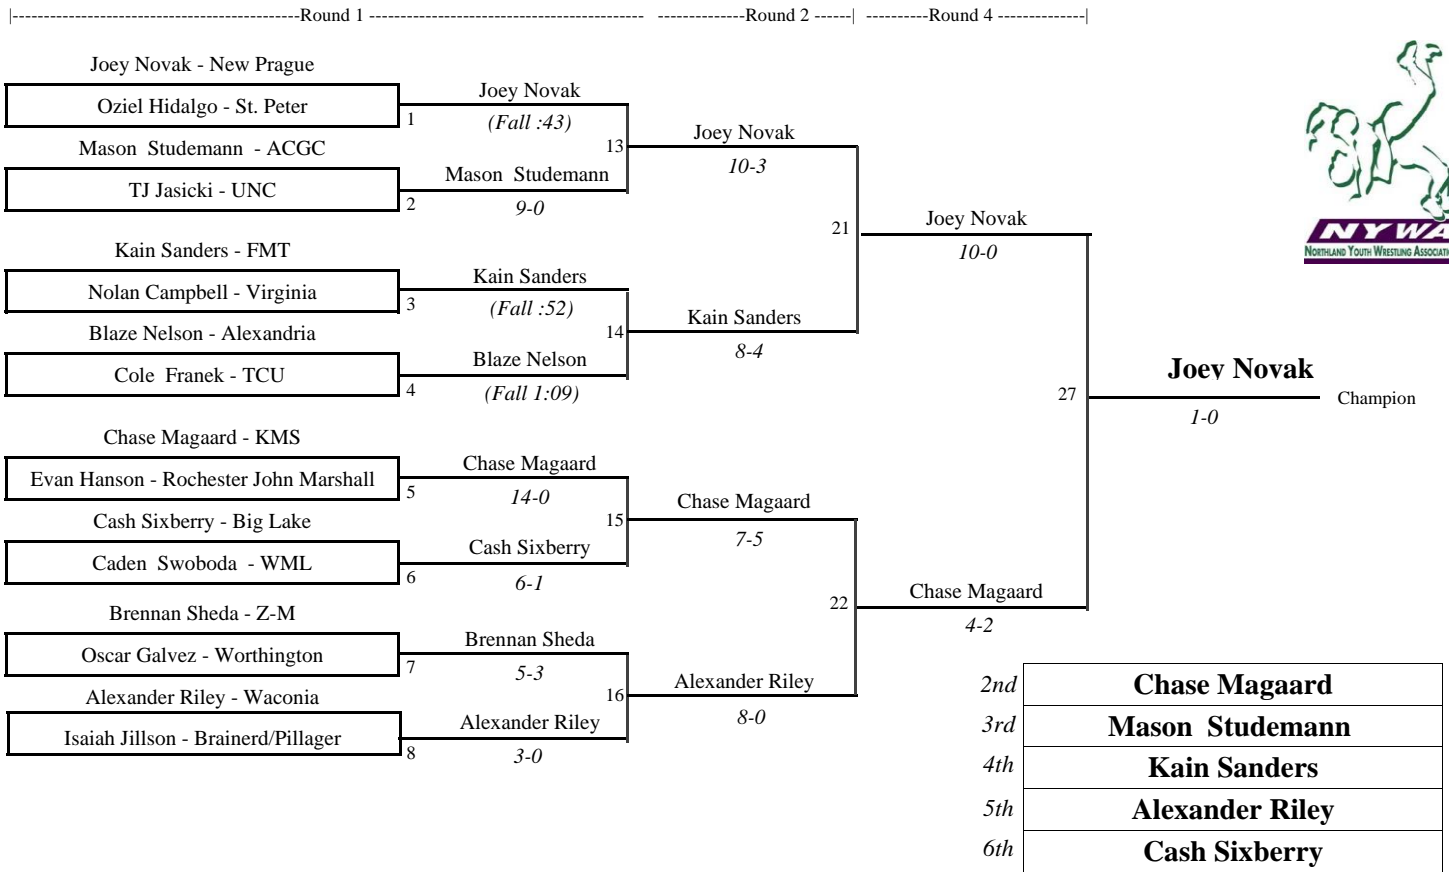 |--------------------------------------------Round 1 ------------------------------------------ --------------Round 2 ------| ----------Round 4 --------------|
Joey Novak - New Prague
Oziel Hidalgo - St. Peter
1
Joey Novak
(Fall :43)
Mason Studemann - ACGC
TJ Jasicki - UNC
2
Mason Studemann
9-0
13
Joey Novak
10-3
Kain Sanders - FMT
Nolan Campbell - Virginia
3
Kain Sanders
(Fall :52)
Blaze Nelson - Alexandria
Cole Franek - TCU
4
Blaze Nelson
(Fall 1:09)
14
Kain Sanders
8-4
21
Joey Novak
10-0
Chase Magaard - KMS
Evan Hanson - Rochester John Marshall
5
Chase Magaard
14-0
Cash Sixberry - Big Lake
Caden Swoboda - WML
6
Cash Sixberry
6-1
15
Chase Magaard
7-5
Brennan Sheda - Z-M
Oscar Galvez - Worthington
7
Brennan Sheda
5-3
Alexander Riley - Waconia
Isaiah Jillson - Brainerd/Pillager
8
Alexander Riley
3-0
16
Alexander Riley
8-0
22
Chase Magaard
4-2
27
Joey Novak
1-0
Champion
NYWA
NORTHLAND YOUTH WRESTLING ASSOCIATI
2nd Chase Magaard
3rd Mason Studemann
4th Kain Sanders
5th Alexander Riley
6th Cash Sixberry